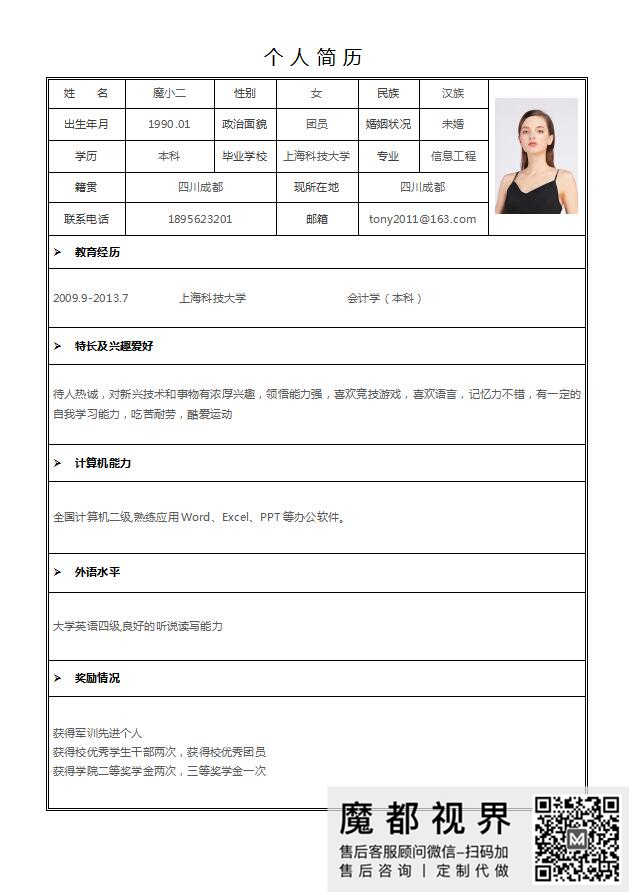 个人简历
姓 名 魔小二 性别 女 民族 汉族
出生年月 1990.01 政治面貌 团员 婚姻状况 未婚
学历 本科 毕业学校 上海科技大学 专业 信息工程
籍贯 四川成都 现所在地 四川成都
联系电话 1895623201 邮箱 tony2011@163.com
教育经历
2009.9-2013.7 上海科技大学 会计学（本科）
特长及兴趣爱好
待人热诚，对新兴技术和事物有浓厚兴趣，领悟能力强，喜欢竞技游戏，喜欢语言，记忆力不错，有一定的
自我学习能力，吃苦耐劳，酷爱运动
计算机能力
全国计算机二级,熟练应用 Word、Excel、PPT 等办公软件。
外语水平
大学英语四级,良好的听说读写能力
奖励情况
获得军训先进个人
获得校优秀学生干部两次，获得校优秀团员
获得学院二等奖学金两次，三等奖学金一次
魔都视界
售后客服顾问微信-扫码加
售后咨询 | 定制代做
M